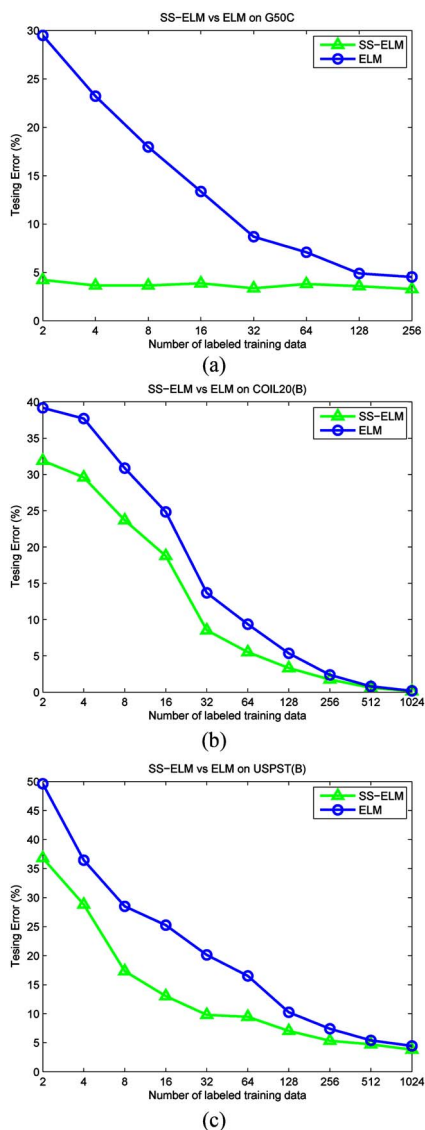 SS-ELM vs ELM on G50C
30
25
20
15
10
5
0
Tesing Error (%)
SS-ELM
ELM
2 4 8 16 32 64 128 256
Number of labeled training data
(a)
SS-ELM vs ELM on COIL20(B)
40
35
30
25
20
15
10
5
0
Tesing Error (%)
SS-ELM
ELM
2 4 8 16 32 64 128 256 512 1024
Number of labeled training data
(b)
SS-ELM vs ELM on USPST(B)
50
45
40
35
30
25
20
15
10
5
0
Tesing Error (%)
SS-ELM
ELM
2 4 8 16 32 64 128 256 512 1024
Number of labeled training data
(c)